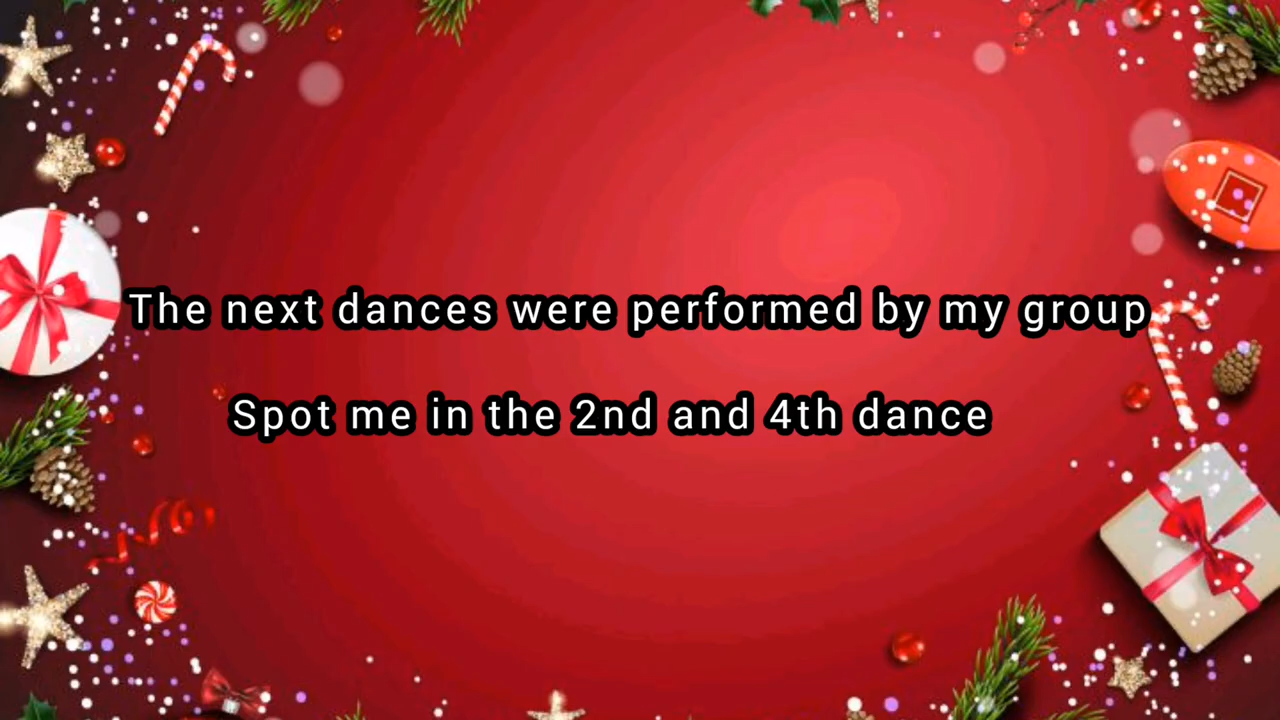 The next dances were performed by my group
Spot me in the 2nd and 4th dance